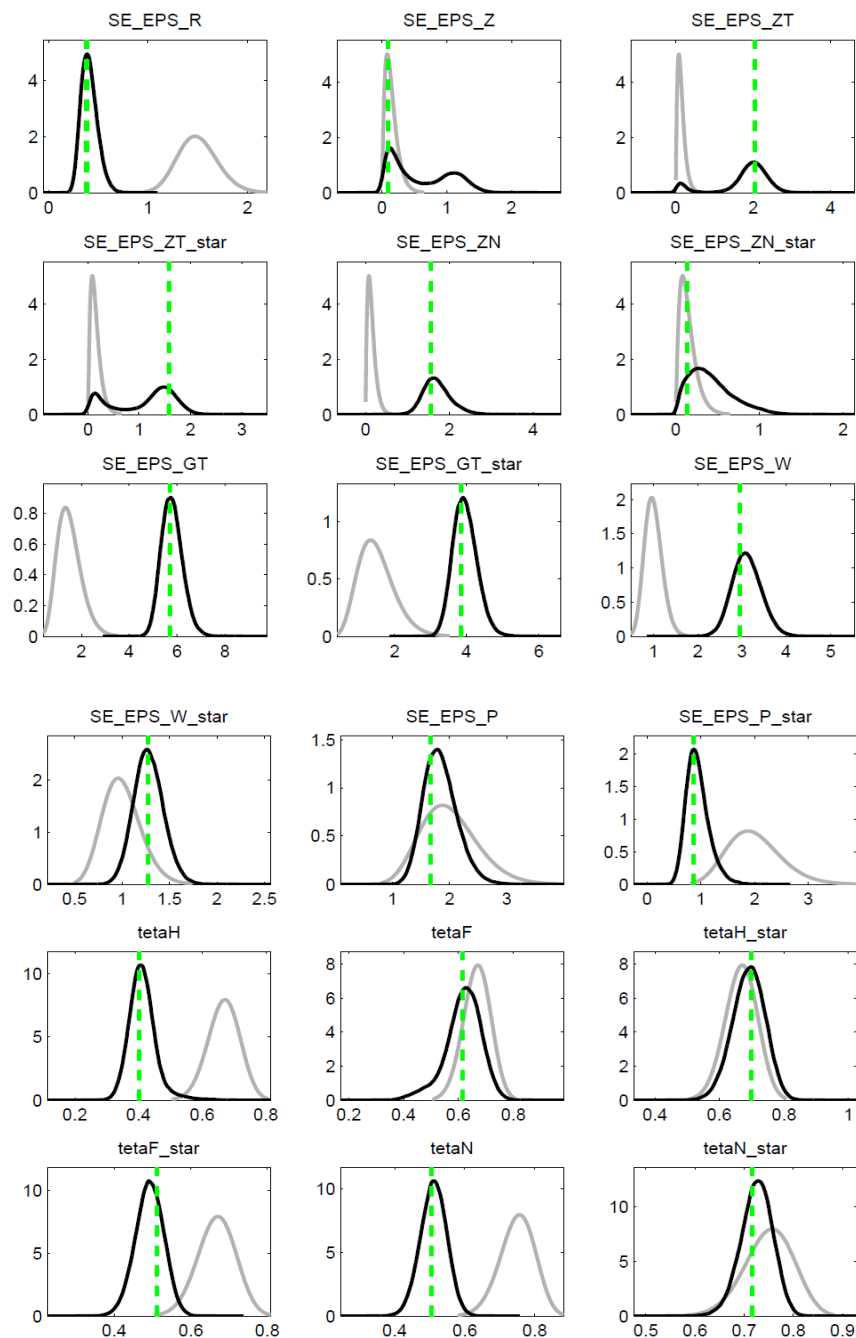 SE_EPS_R SE_EPS_Z SE_EPS_ZT
4 4 4
2 2 2
0 0 0
0 1 2 0 1 2 0 2 4
SE_EPS_ZT_star SE_EPS_ZN SE_EPS_ZN_star
4 4 4
2 2 2
0 0 0
0 1 2 3 0 2 4 0 1 2
SE_EPS_GT SE_EPS_GT_star SE_EPS_W
0.8 1 2
0.6 0.5 1.5
0.4 0 1
0.2 0.5
0 0
2 4 6 8 2 4 6 1 2 3 4 5
SE_EPS_W_star SE_EPS_P SE_EPS_P_star
2 1.5 2
1 1 1.5
0 0.5 1
0 0.5
0
0.5 1 1.5 2 2.5 1 2 3 0 1 2 3
tetaH tetaF tetaH_star
10 8 8
5 6 6
0 4 4
2 2
0 0
0.2 0.4 0.6 0.8 0.2 0.4 0.6 0.8 0.4 0.6 0.8 1
tetaF_star tetaN tetaN_star
10 10 10
5 5 5
0 0 0
0.4 0.6 0.8 0.4 0.6 0.8 0.5 0.6 0.7 0.8 0.9